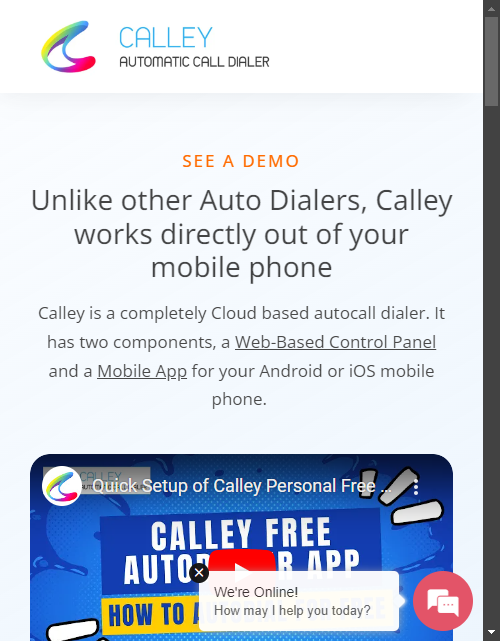 CALLEY
AUTOMATIC CALL DIALER
SEE A DEMO
Unlike other Auto Dialers, Calley
works directly out of your
mobile phone
Calley is a completely Cloud based autocall dialer. It
has two components, a Web-Based Control Panel
and a Mobile App for your Android or iOS mobile
phone.
CALLEY
Quick Setup of Calley Personal Free ...
CALLEY FREE
APP
HOW TO
FREE
We're Online!
How may I help you today?